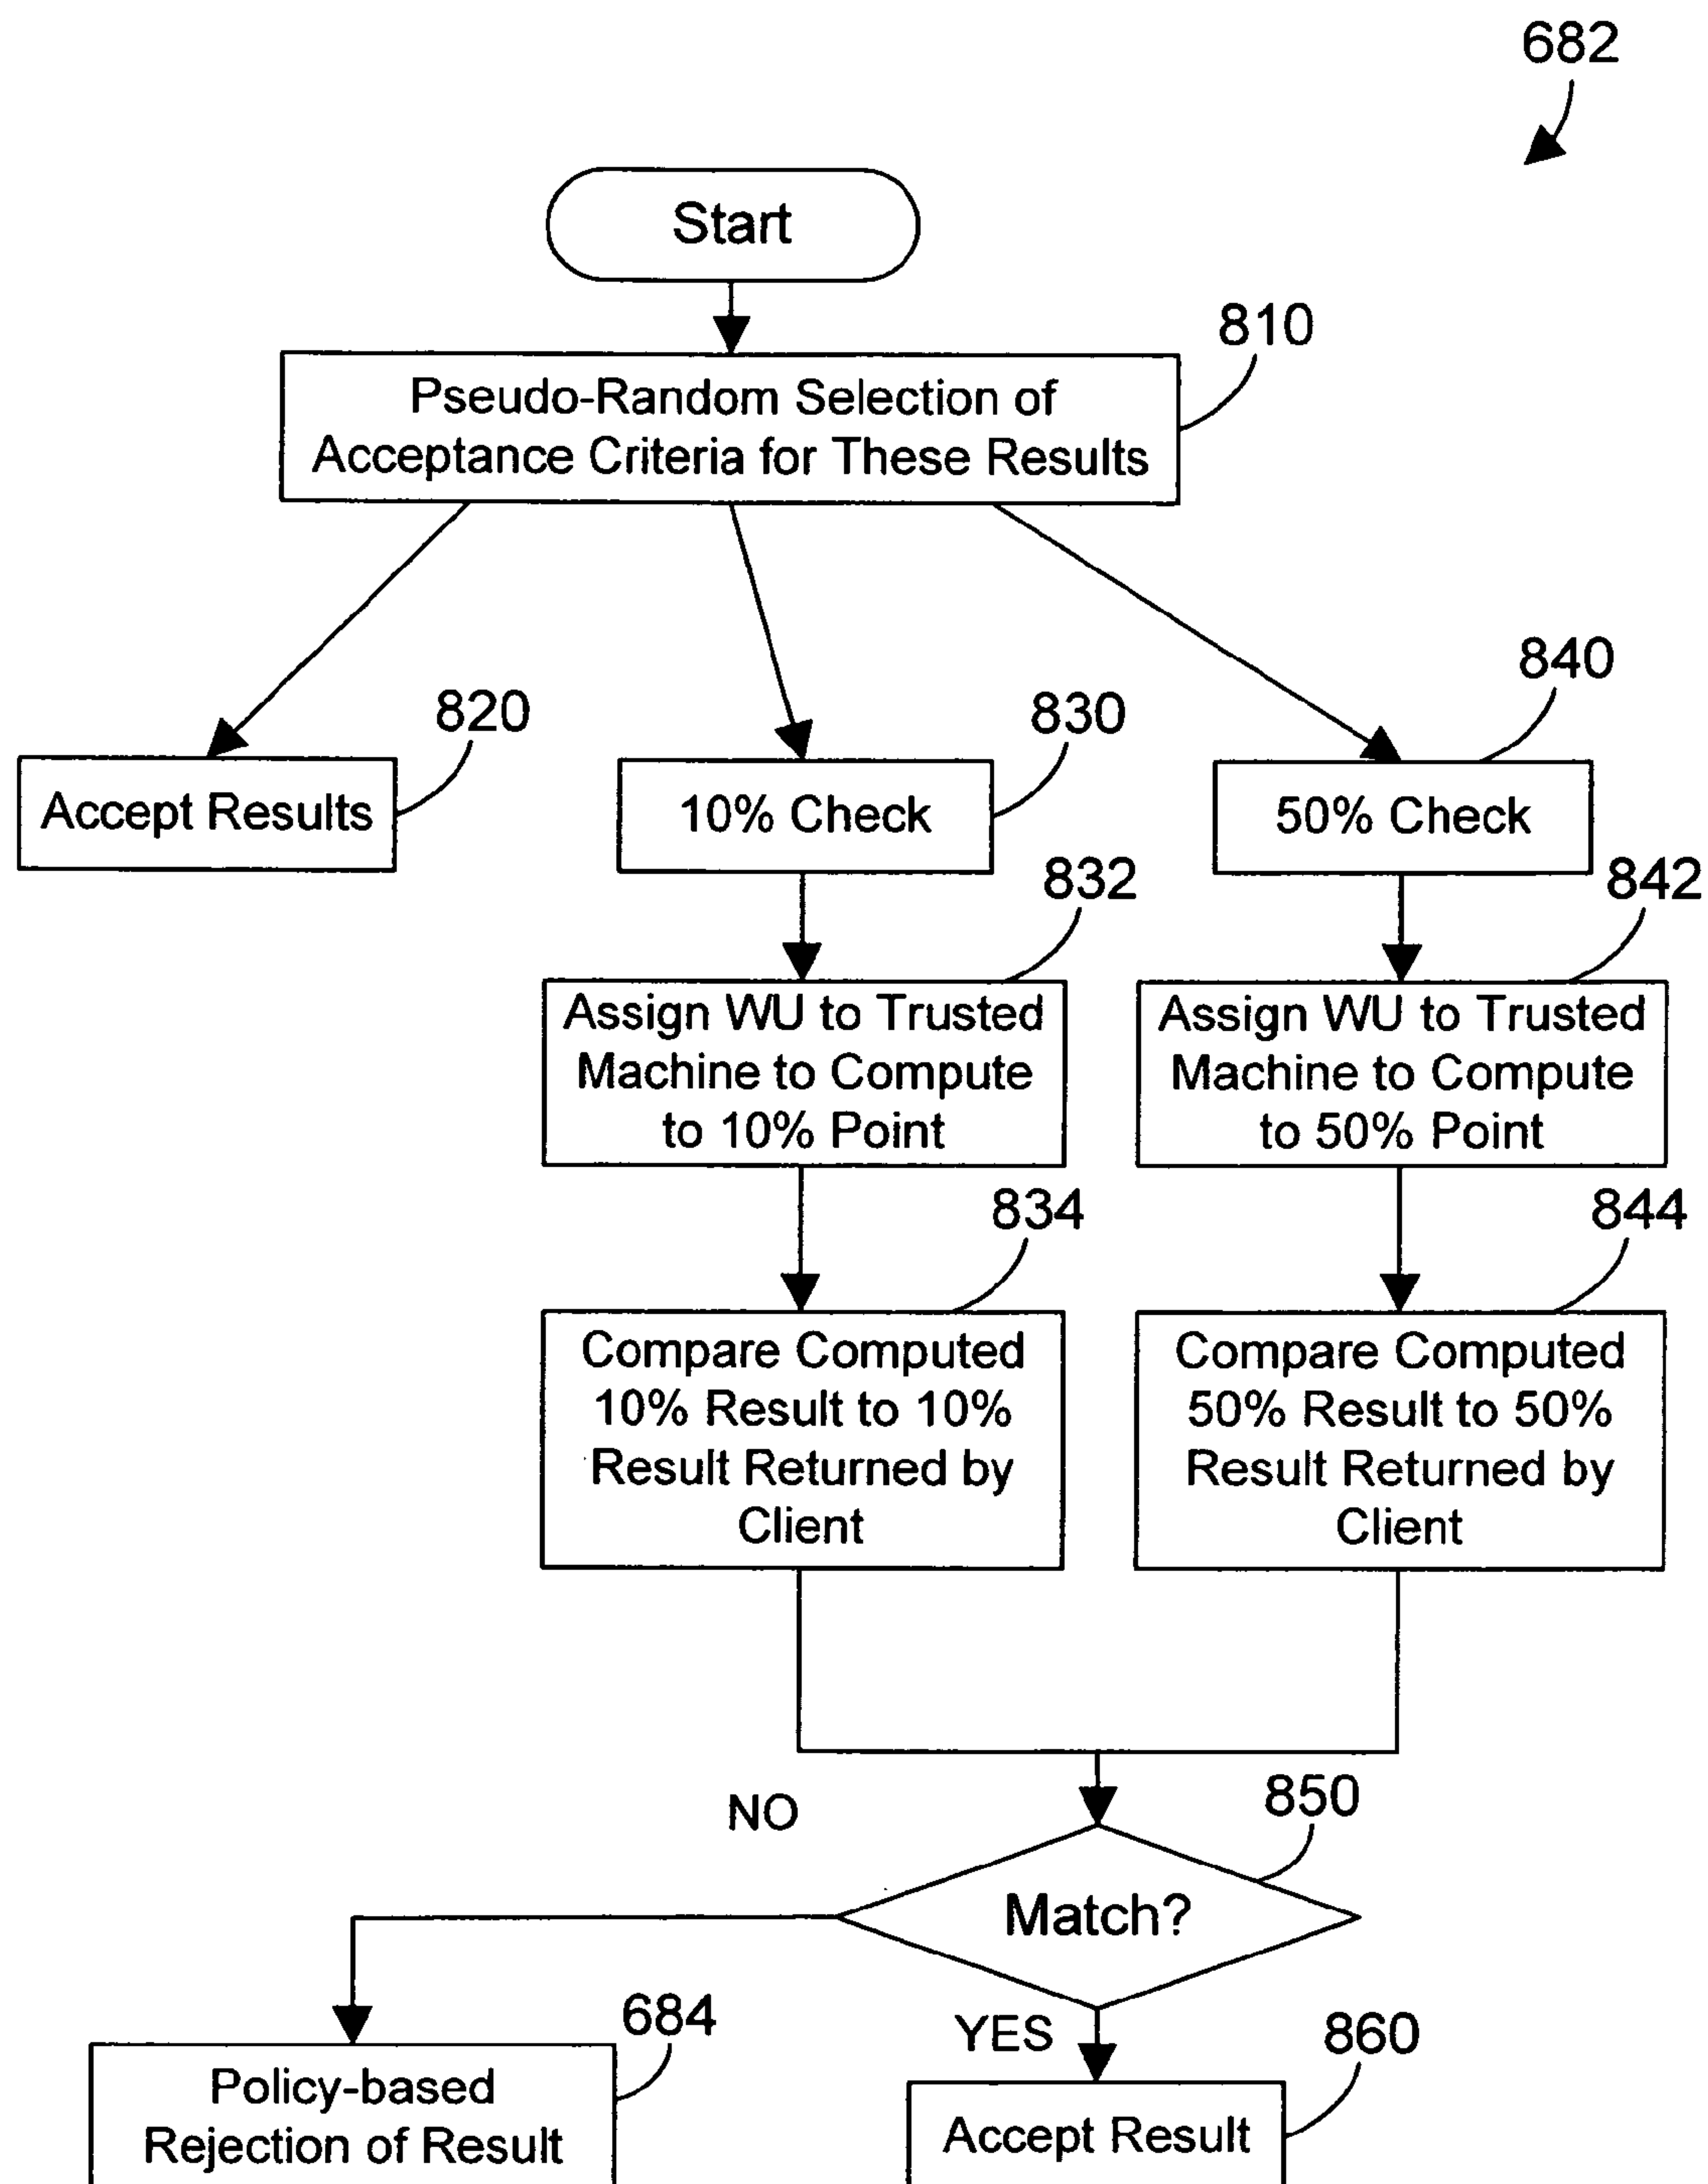 682
Start
810
Pseudo-Random Selection of
Acceptance Criteria for These Results
820
830
840
Accept Results
10% Check
50% Check
832
842
Assign WU to Trusted
Machine to Compute
to 10% Point
Assign WU to Trusted
Machine to Compute
to 50% Point
834
844
Compare Computed
10% Result to 10%
Result Returned by
Client
Compare Computed
50% Result to 50%
Result Returned by
Client
NO
850
Match?
684
YES
860
Policy-based
Rejection of Result
Accept Result